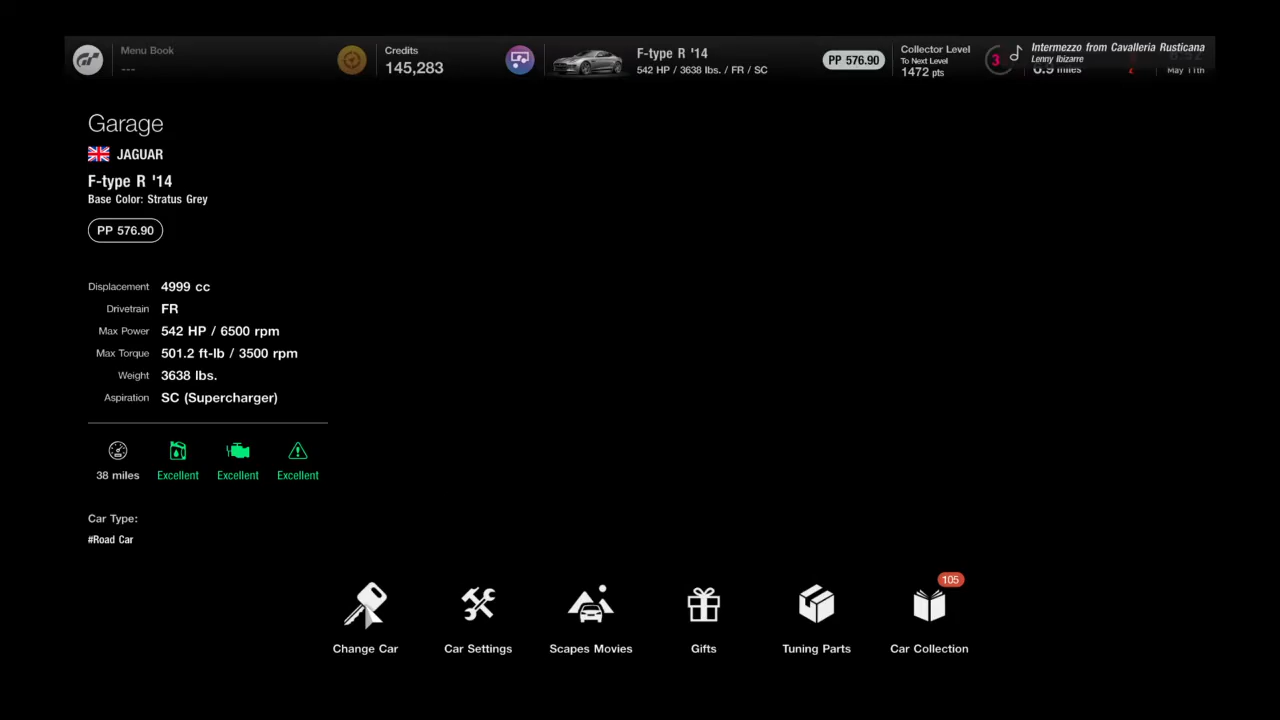 Menu Book
---
Credits
145,283
F-type R '14
542 HP / 3638 lbs. / FR / SC
PP 576.90
Collector Level
To Next Level
1472 pts
3
Intermezzo from Cavalleria Rusticana
Lenny Ibizarre
miles
2
May 11th
Garage
JAGUAR
F-type R '14
Base Color: Stratus Grey
PP 576.90
Displacement 4999 cc
Drivetrain FR
Max Power 542 HP / 6500 rpm
Max Torque 501.2 ft-lb / 3500 rpm
Weight 3638 lbs.
Aspiration SC (Supercharger)
38 miles Excellent Excellent Excellent
Car Type:
#Road Car
105
Change Car Car Settings Scapes Movies Gifts Tuning Parts Car Collection